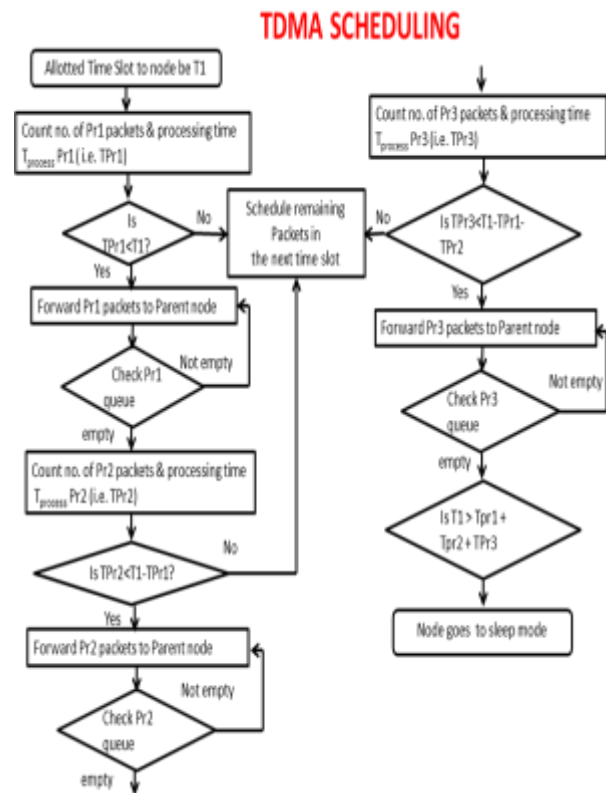 TDMA SCHEDULING
Allotted Time Slot to node be T1
Count no. of Pr1 packets & processing time
Tprocess Pr1 ( i.e. TPr1)
Is
TPr1<T1?
No
Yes
Forward Pr1 packets to Parent node
Check Pr1
queue
Not empty
empty
Count no. of Pr2 packets & processing time
Tprocess Pr2 (i.e. TPr2)
Is TPr2<T1-TPr1?
No
Yes
Forward Pr2 packets to Parent node
Not empty
Check Pr2
queue
empty
Schedule remaining
Packets in
the next time slot
Count no. of Pr3 packets & processing time
Tprocess Pr3 (i.e. TPr3)
No
Is TPr3<T1-TPr1-
TPr2
Yes
Forward Pr3 packets to Parent node
Not empty
Check Pr3
queue
empty
Is T1 > Tpr1 +
Tpr2 + TPr3
Node goes to sleep mode